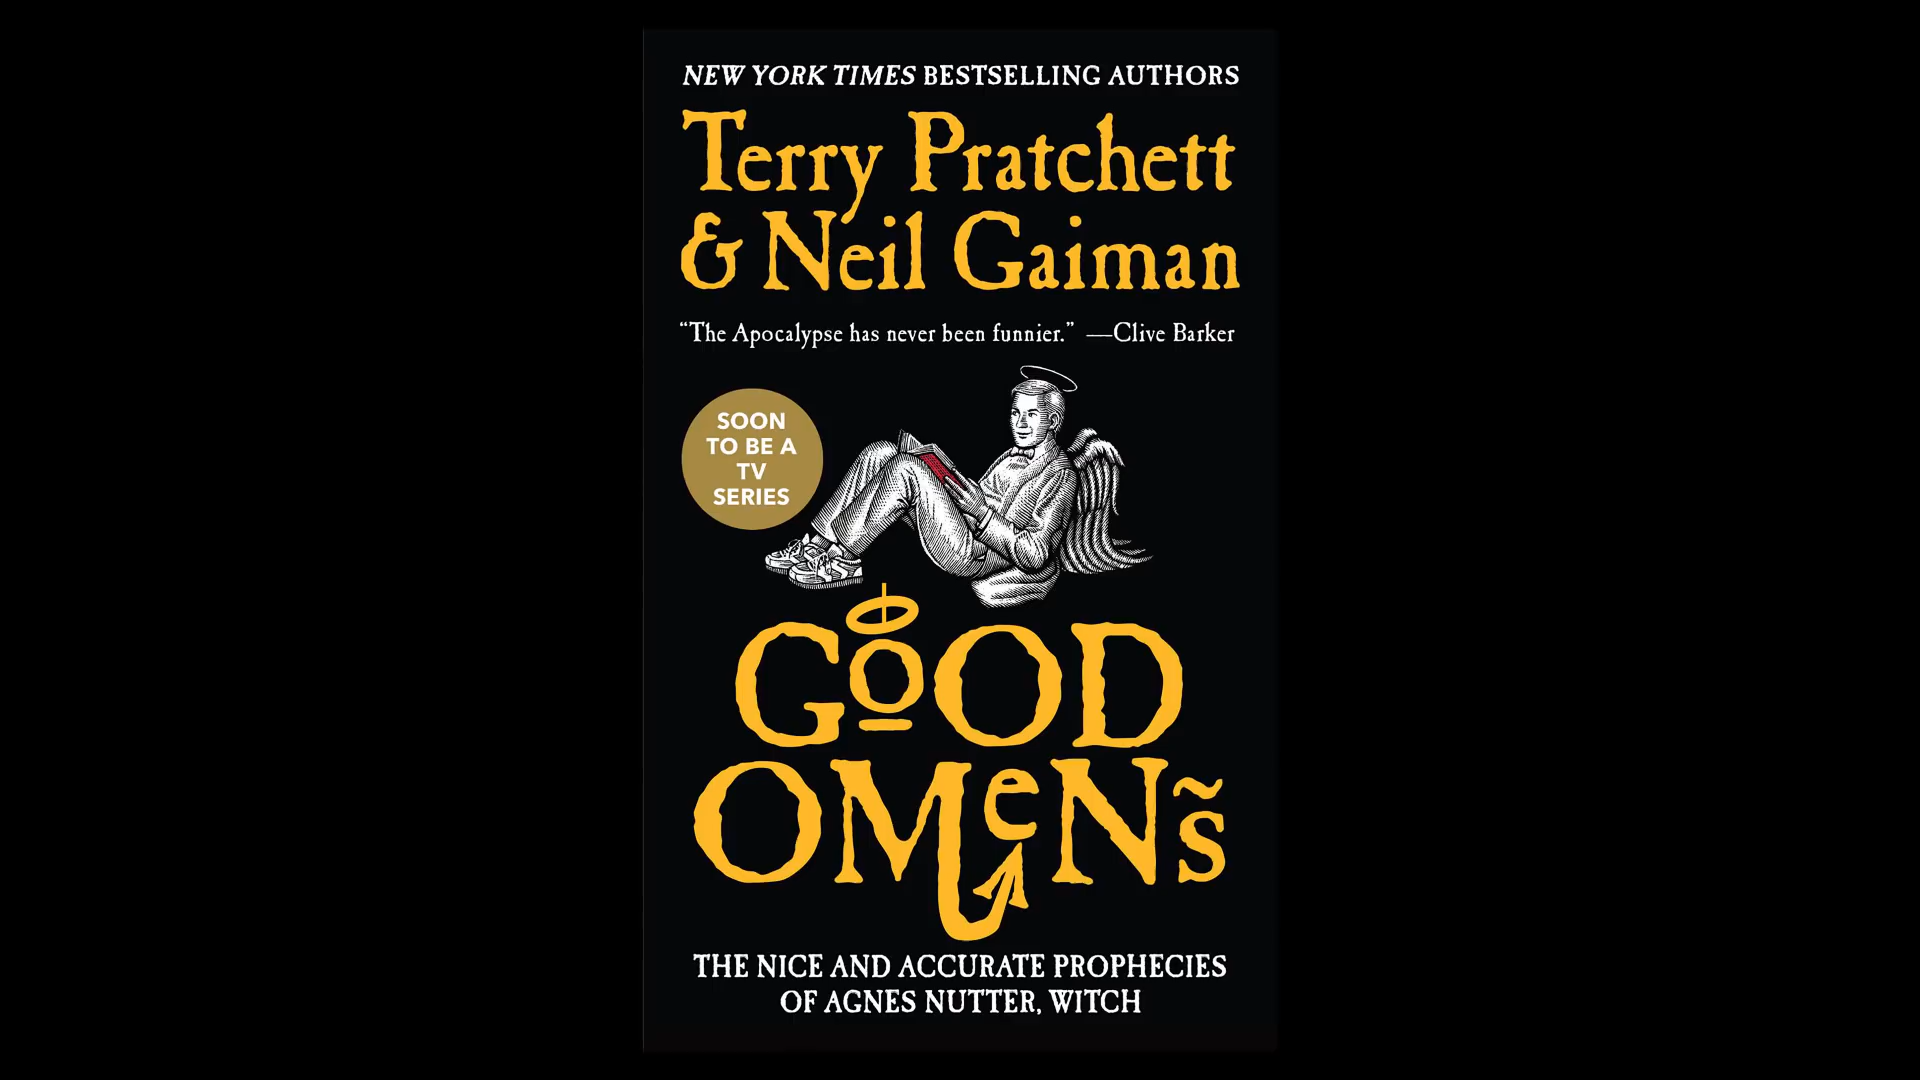 NEW YORK TIMES BESTSELLING AUTHORS
Terry Pratchett
& Neil Gaiman
“The Apocalypse has never been funnier.” —Clive Barker
SOON
TO BE A
TV
SERIES
GOOD
OMeNs
THE NICE AND ACCURATE PROPHECIES
OF AGNES NUTTER, WITCH